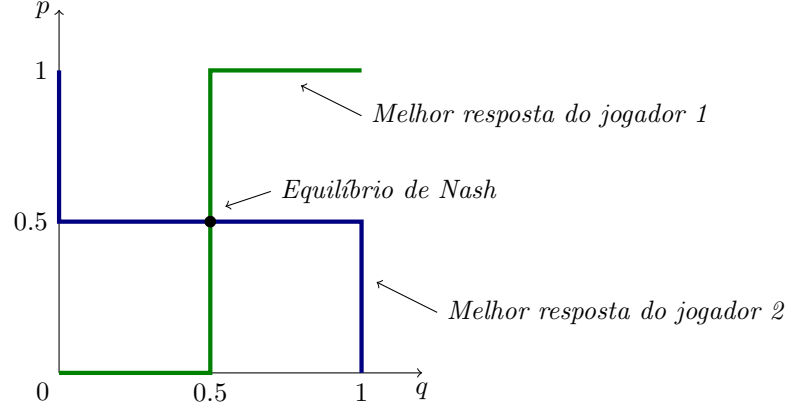 p
1
Melhor resposta do jogador 1
Equilíbrio de Nash
0.5
Melhor resposta do jogador 2
0
0.5
1
q